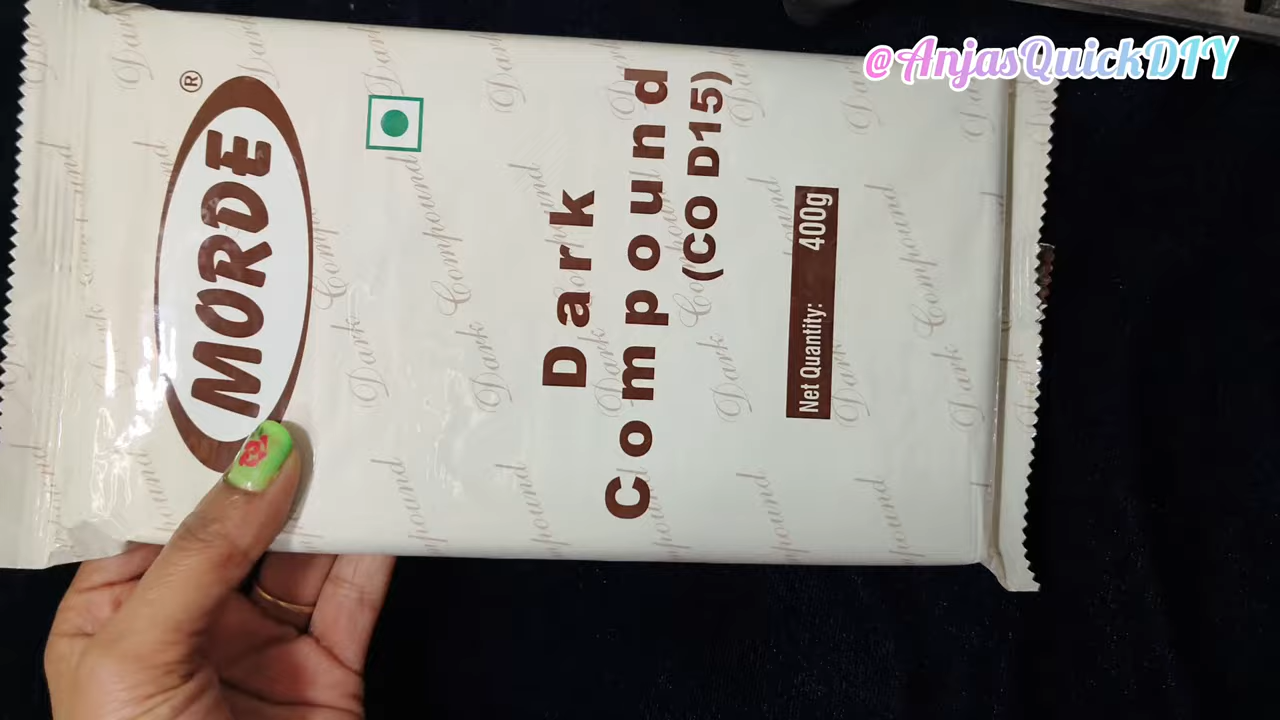 @AnjasQuickDIY
MORDE®
Dark
Compound
(CO D15)
Net Quantity: 400g